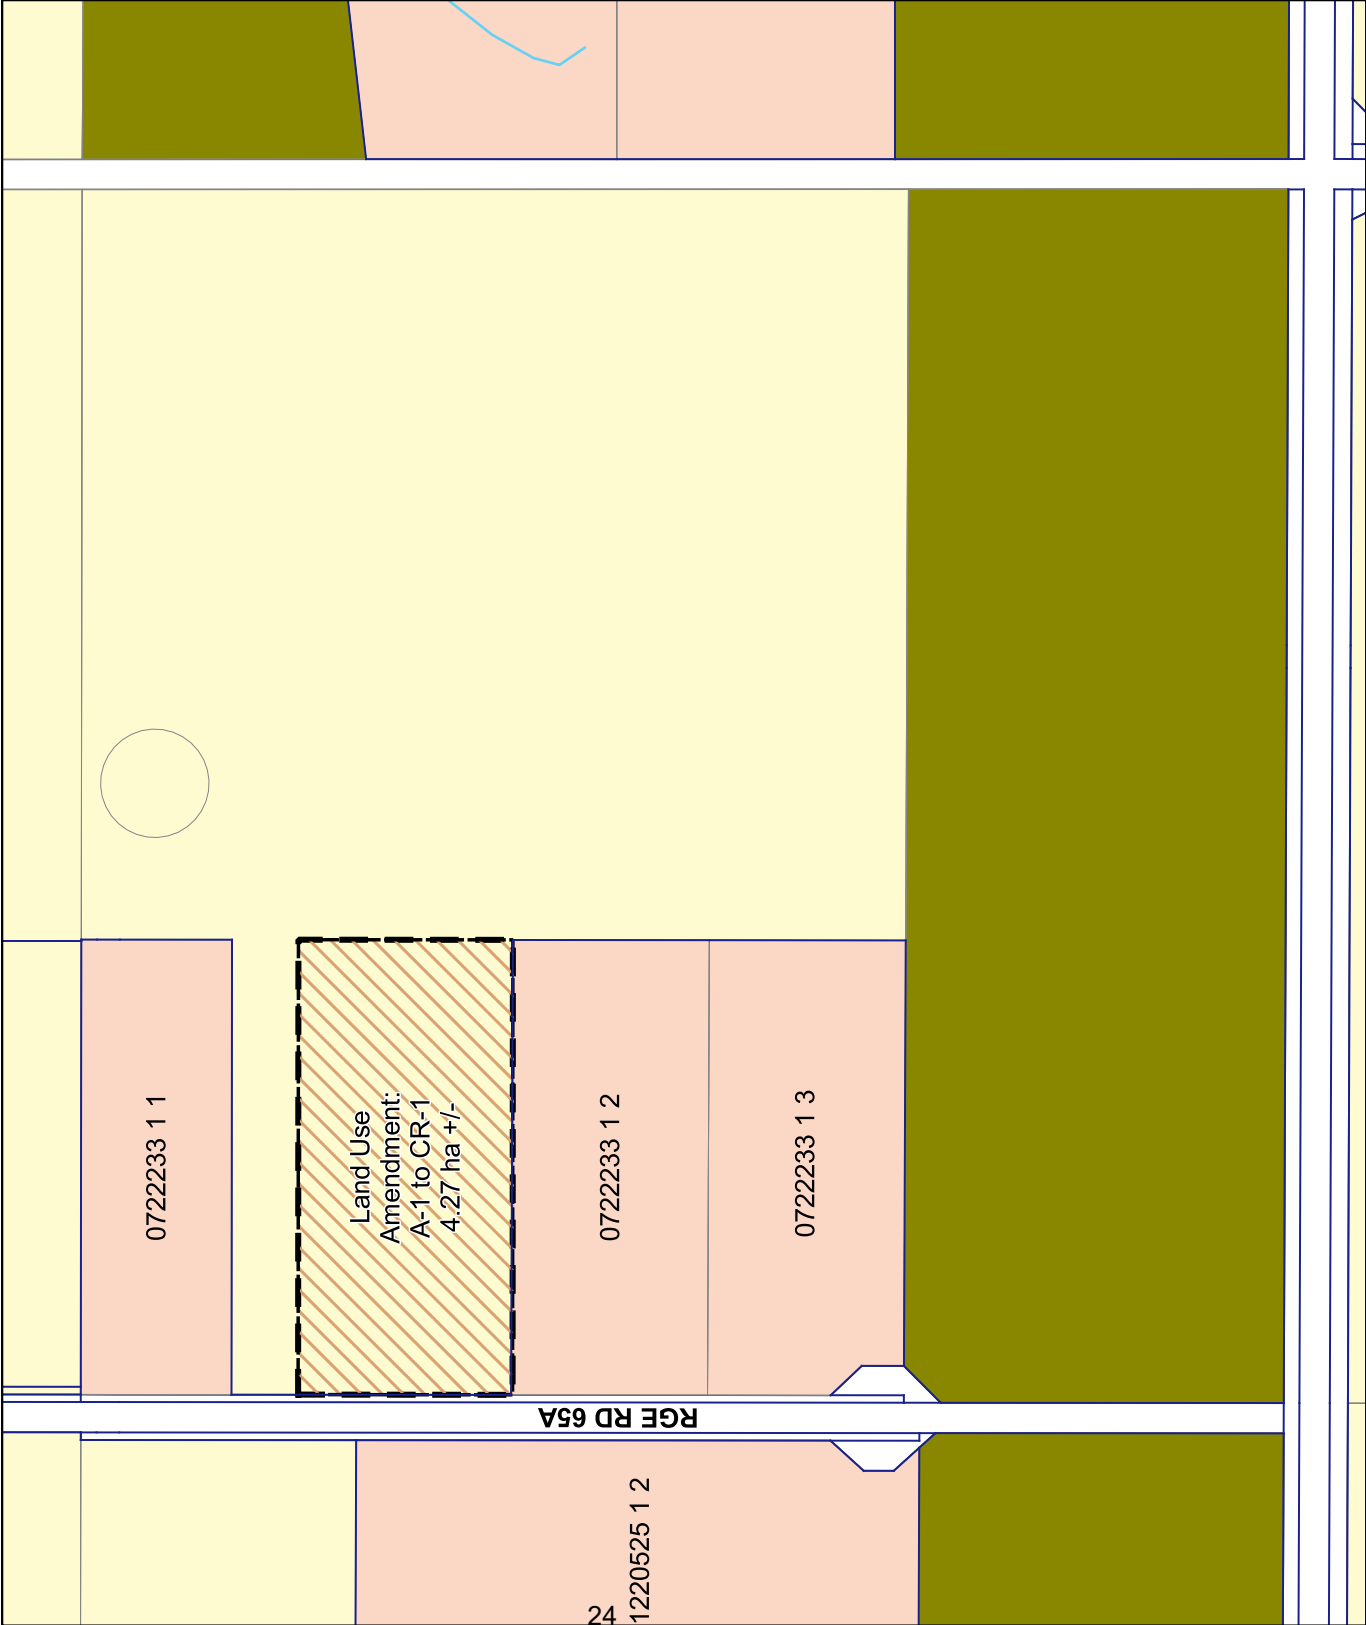 0722233 1 1
Land Use
Amendment:
A-1 to CR-1
4.27 ha +/-
0722233 1 2
0722233 1 3
RGE RD 65A
1220525 1 2
24